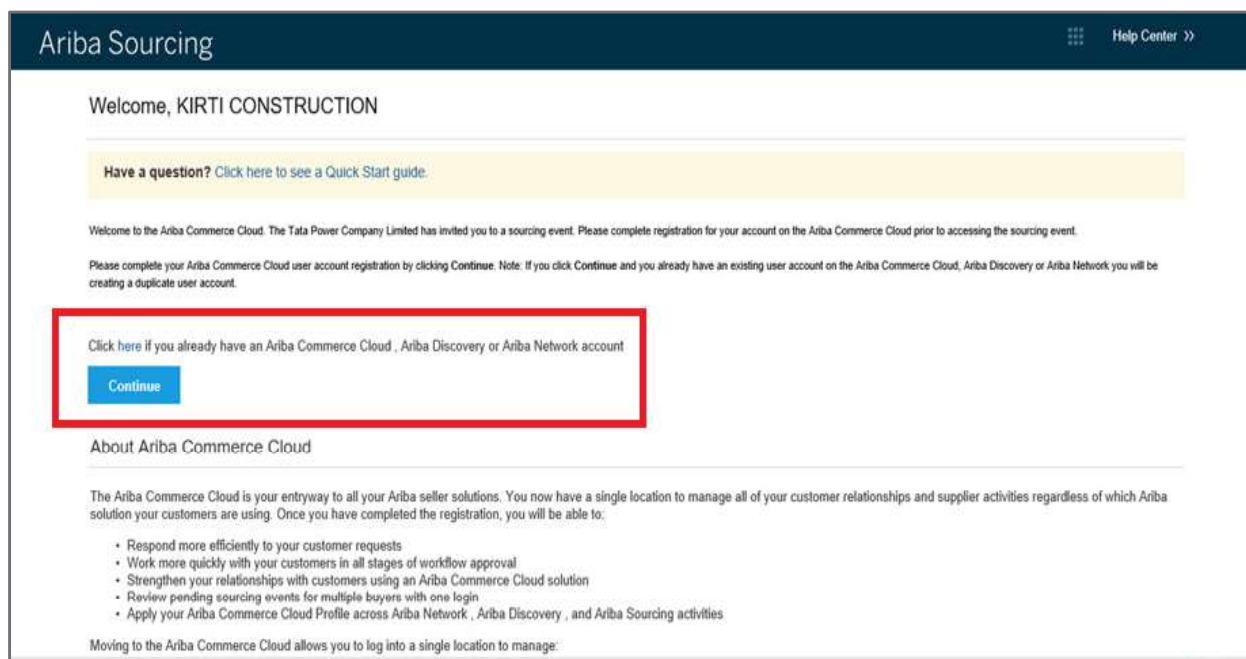 Ariba Sourcing
Help Center »
Welcome, KIRTI CONSTRUCTION
Have a question? Click here to see a Quick Start guide.
Welcome to the Ariba Commerce Cloud. The Tata Power Company Limited has invited you to a sourcing event. Please complete registration for your account on the Ariba Commerce Cloud prior to accessing the sourcing event.
Please complete your Ariba Commerce Cloud user account registration by clicking Continue. Note: If you click Continue and you already have an existing user account on the Ariba Commerce Cloud, Ariba Discovery or Ariba Network you will be
creating a duplicate user account.
Click here if you already have an Ariba Commerce Cloud , Ariba Discovery or Ariba Network account
Continue
About Ariba Commerce Cloud
The Ariba Commerce Cloud is your entryway to all your Ariba seller solutions. You now have a single location to manage all of your customer relationships and supplier activities regardless of which Ariba
solution your customers are using. Once you have completed the registration, you will be able to:
• Respond more efficiently to your customer requests
• Work more quickly with your customers in all stages of workflow approval
• Strengthen your relationships with customers using an Ariba Commerce Cloud solution
• Review pending sourcing events for multiple buyers with one login
• Apply your Ariba Commerce Cloud Profile across Ariba Network , Ariba Discovery , and Ariba Sourcing activities
Moving to the Ariba Commerce Cloud allows you to log into a single location to manage: